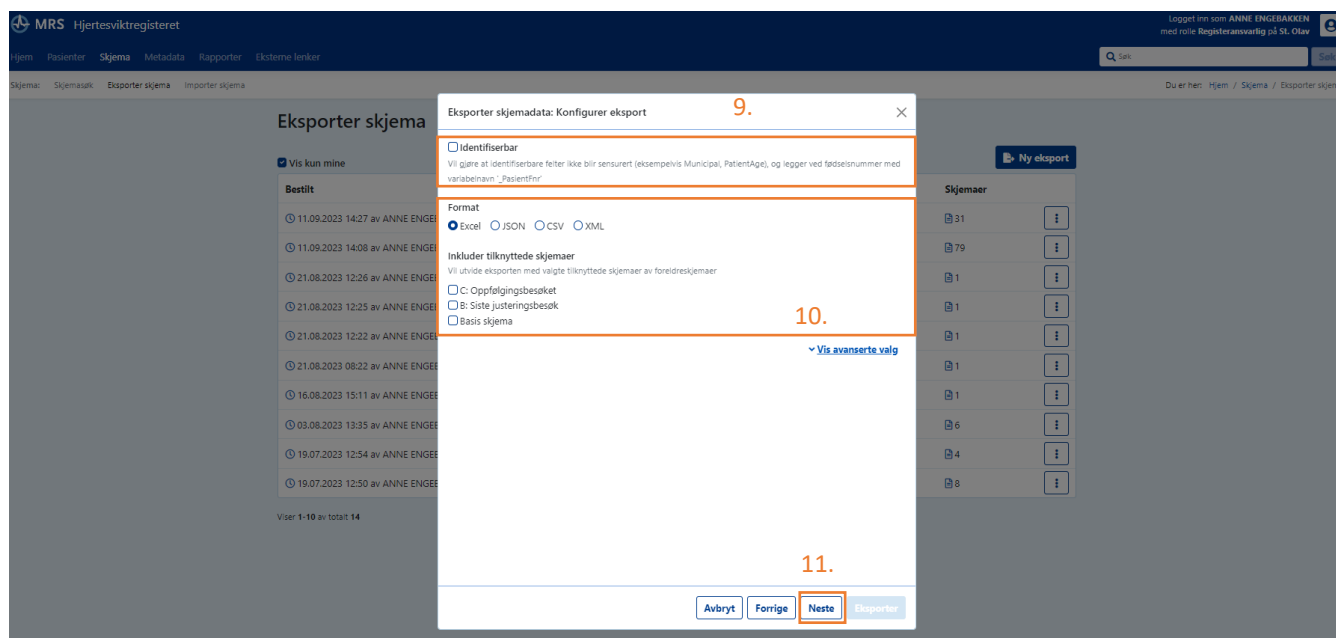 MRS Hjertesviktregisteret
Logget inn som ANNE ENGEBAKKEN
med rolle Registeransvarlig på St. Olav
Hjem Pasienter Skjema Metadata Rapporter Eksterne lenker
Søk
Skjema: Skjemasøk Eksporter skjema Importer skjema
Du er her: Hjem / Skjema / Eksporter skjem
Eksporter skjema
Vis kun mine
Ny eksport
Bestilt
Skjemaer
11.09.2023 14:27 av ANNE ENGE
31
11.09.2023 14:08 av ANNE ENGE
79
21.08.2023 12:26 av ANNE ENGE
1
21.08.2023 12:25 av ANNE ENGE
1
21.08.2023 12:22 av ANNE ENGE
1
21.08.2023 08:22 av ANNE ENGE
1
16.08.2023 15:11 av ANNE ENGE
1
03.08.2023 13:35 av ANNE ENGE
6
19.07.2023 12:54 av ANNE ENGE
4
19.07.2023 12:50 av ANNE ENGE
8
Viser 1-10 av totalt 14
Eksporter skjemadata: Konfigurer eksport
9.
Identifiserbar
Vil gjøre at identifiserbare felter ikke blir sensurert (eksempelvis Municipal, PatientAge), og legger ved fødselsnummer med
variabelnavn '_PasientFnr'
Format
Excel JSON CSV XML
Inkluder tilknyttede skjemaer
Vil utvide eksporten med valgte tilknyttede skjemaer av foreldreskjemaer
C: Oppfølgingsbesøket
B: Siste justeringsbesøk
Basis skjema
10.
Vis avanserte valg
11.
Avbryt Forrige Neste Eksporter